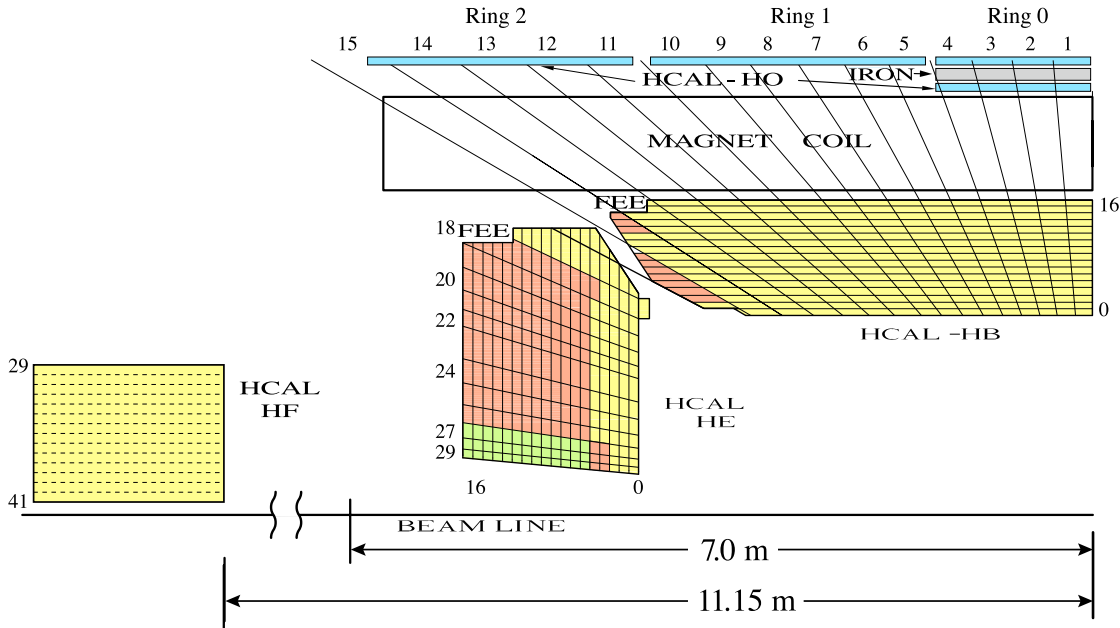 Ring 2 Ring 1 Ring 0
15 14 13 12 11 10 9 8 7 6 5 4 3 2 1
HCAL - HO IRON
MAGNET COIL
FEE 16
18 FEE
20
22
0
HCAL -HB
24
29
HCAL
HF
HCAL
HE
27
29
16 0
41
BEAM LINE
7.0 m
11.15 m